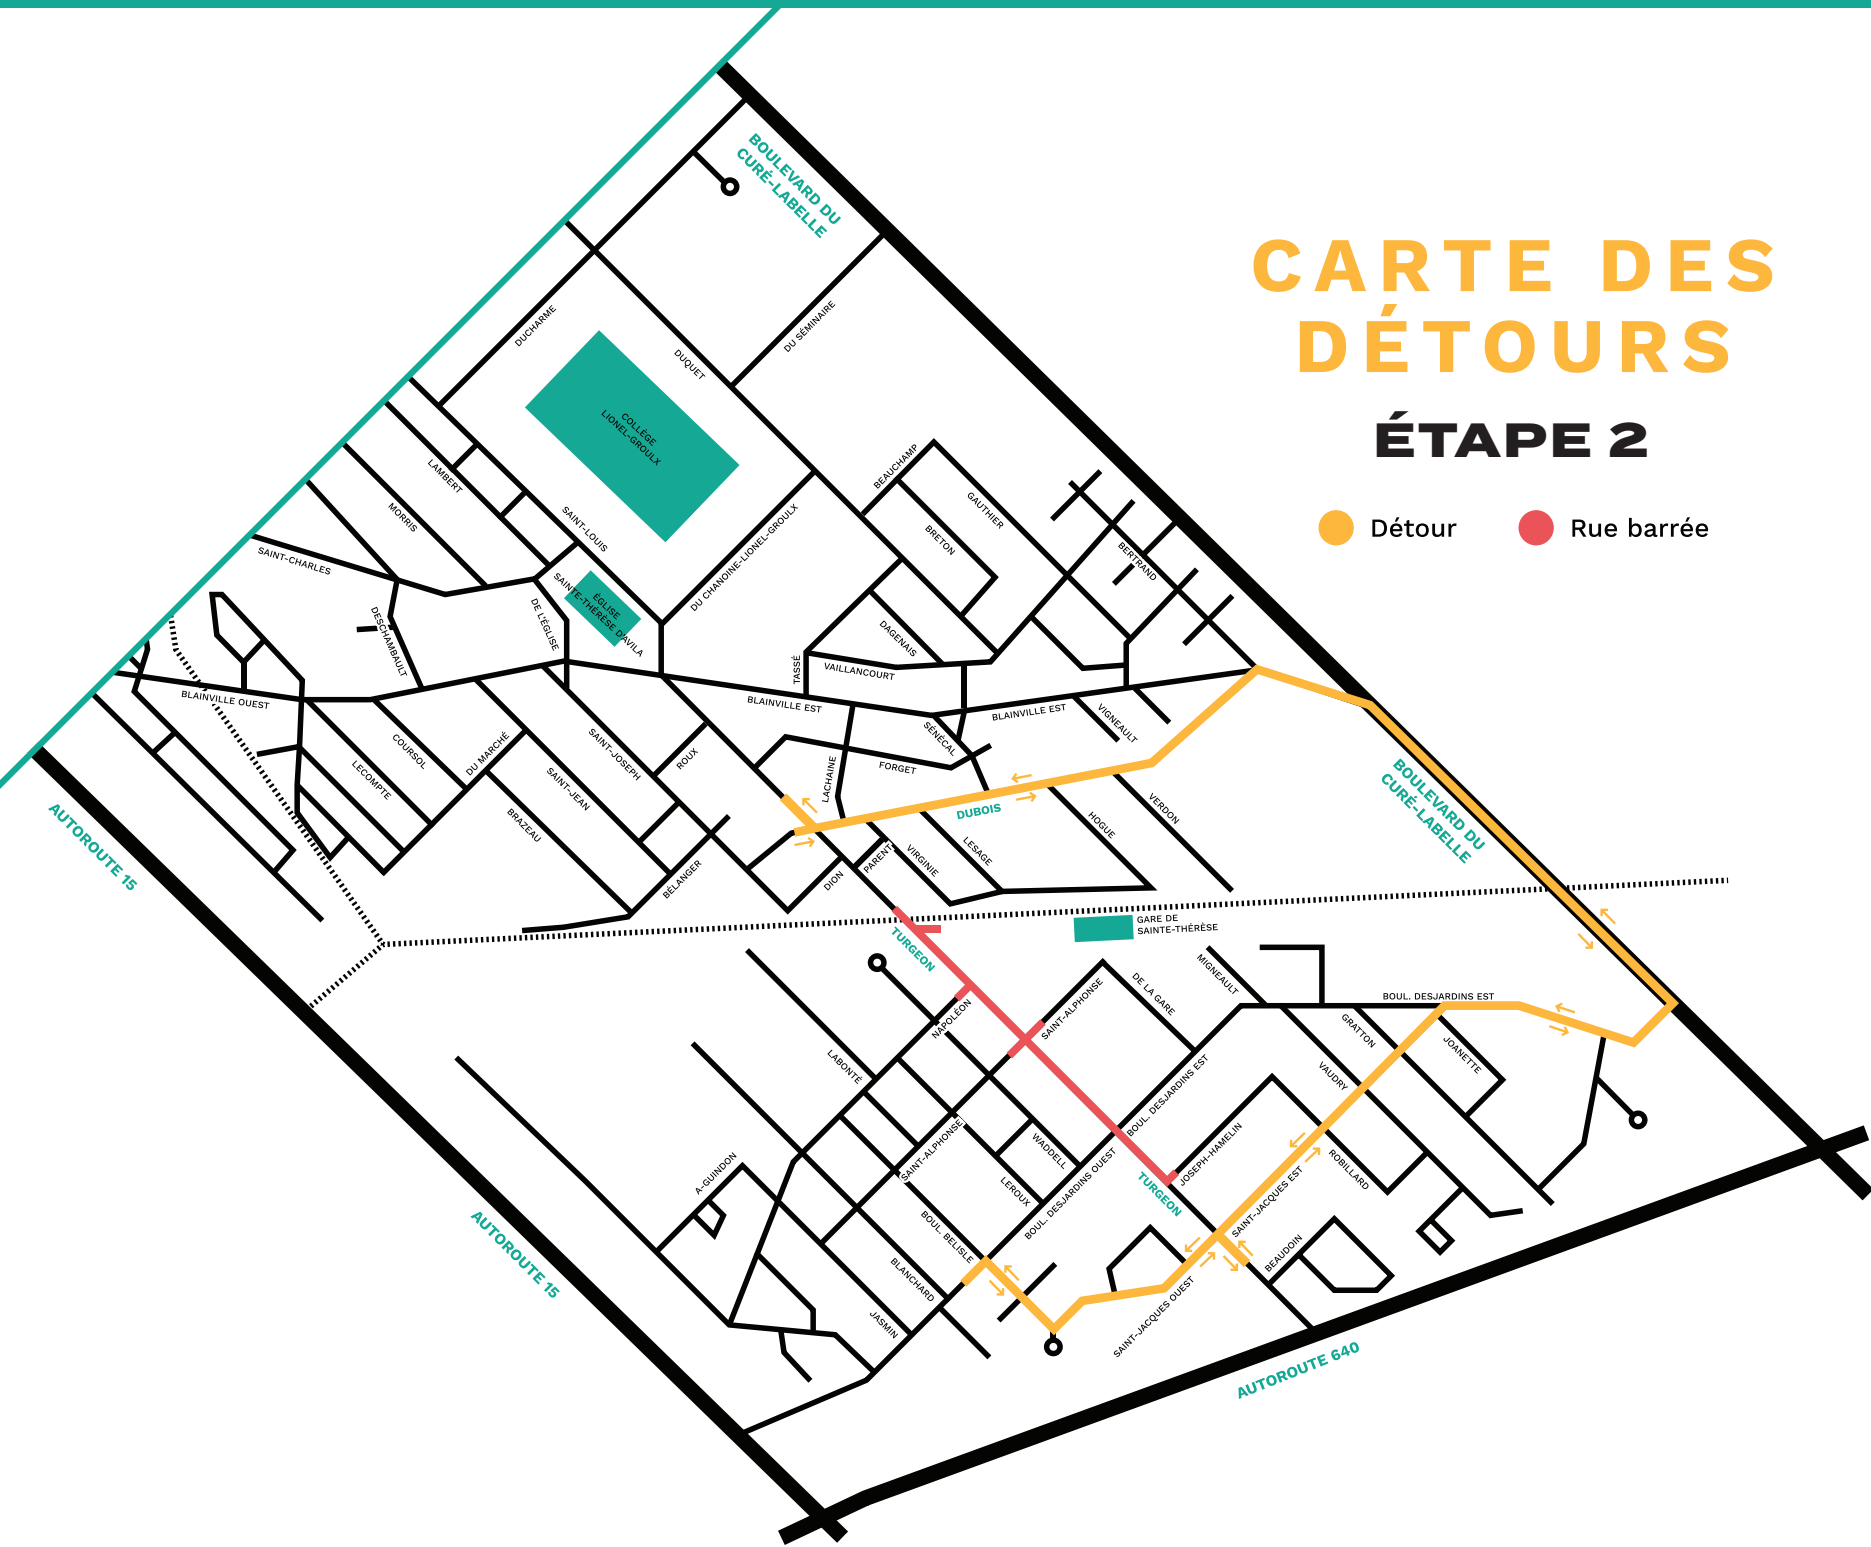 CARTE DES
DÉTOURS
ÉTAPE 2
Détour
Rue barrée
BOULEVARD DU
CURÉ-LABELLE
DUCHARME
DU SÉMINAIRE
DUQUET
COLLÈGE
LIONEL-GROULX
BEAUCHAMP
GAUTHIER
LAMBERT
MORRIS
SAINT-LOUIS
DU CHANOINE-LIONEL-GROULX
BRETON
BERTRAND
SAINT-CHARLES
DESCHAMBAULT
DE L'ÉGLISE
ÉGLISE
SAINTE-THÉRÈSE D'AVILA
DAGENAIS
TASSÉ
VAILLANCOURT
BLAINVILLE OUEST
BLAINVILLE EST
BLAINVILLE EST
SÉNÉCAL
VIGNEAULT
COURSOL
LECOMPTE
DU MARCHÉ
SAINT-JEAN
SAINT-JOSEPH
ROUX
LACHAINE
FORGET
DUBOIS
HOGUE
VERDON
BOULEVARD DU
CURÉ-LABELLE
BRAZEAU
BÉLANGER
DION
PARENT
VIRGINIE
LESAGE
AUTOROUTE 15
GARE DE
SAINTE-THÉRÈSE
TURGEON
NAPOLÉON
SAINT-ALPHONSE
DE LA GARE
MIGNEAULT
BOUL. DESJARDINS EST
GRATTON
JOANETTE
LABONTÉ
VAUDRY
BOUL. DESJARDINS EST
SAINT-ALPHONSE
WADDELL
LEROUX
BOUL. DESJARDINS OUEST
JOSEPH-HAMELIN
ROBILLARD
TURGEON
SAINT-JACQUES EST
A-GUINDON
BOUL. BELISLE
BLANCHARD
JASMIN
BEAUDOIN
SAINT-JACQUES OUEST
AUTOROUTE 15
AUTOROUTE 640